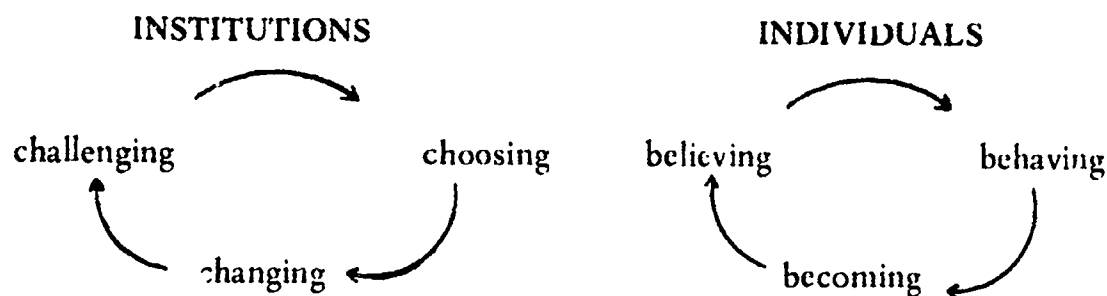 INSTITUTIONS
challenging
choosing
changing
INDIVIDUALS
believing
behaving
becoming